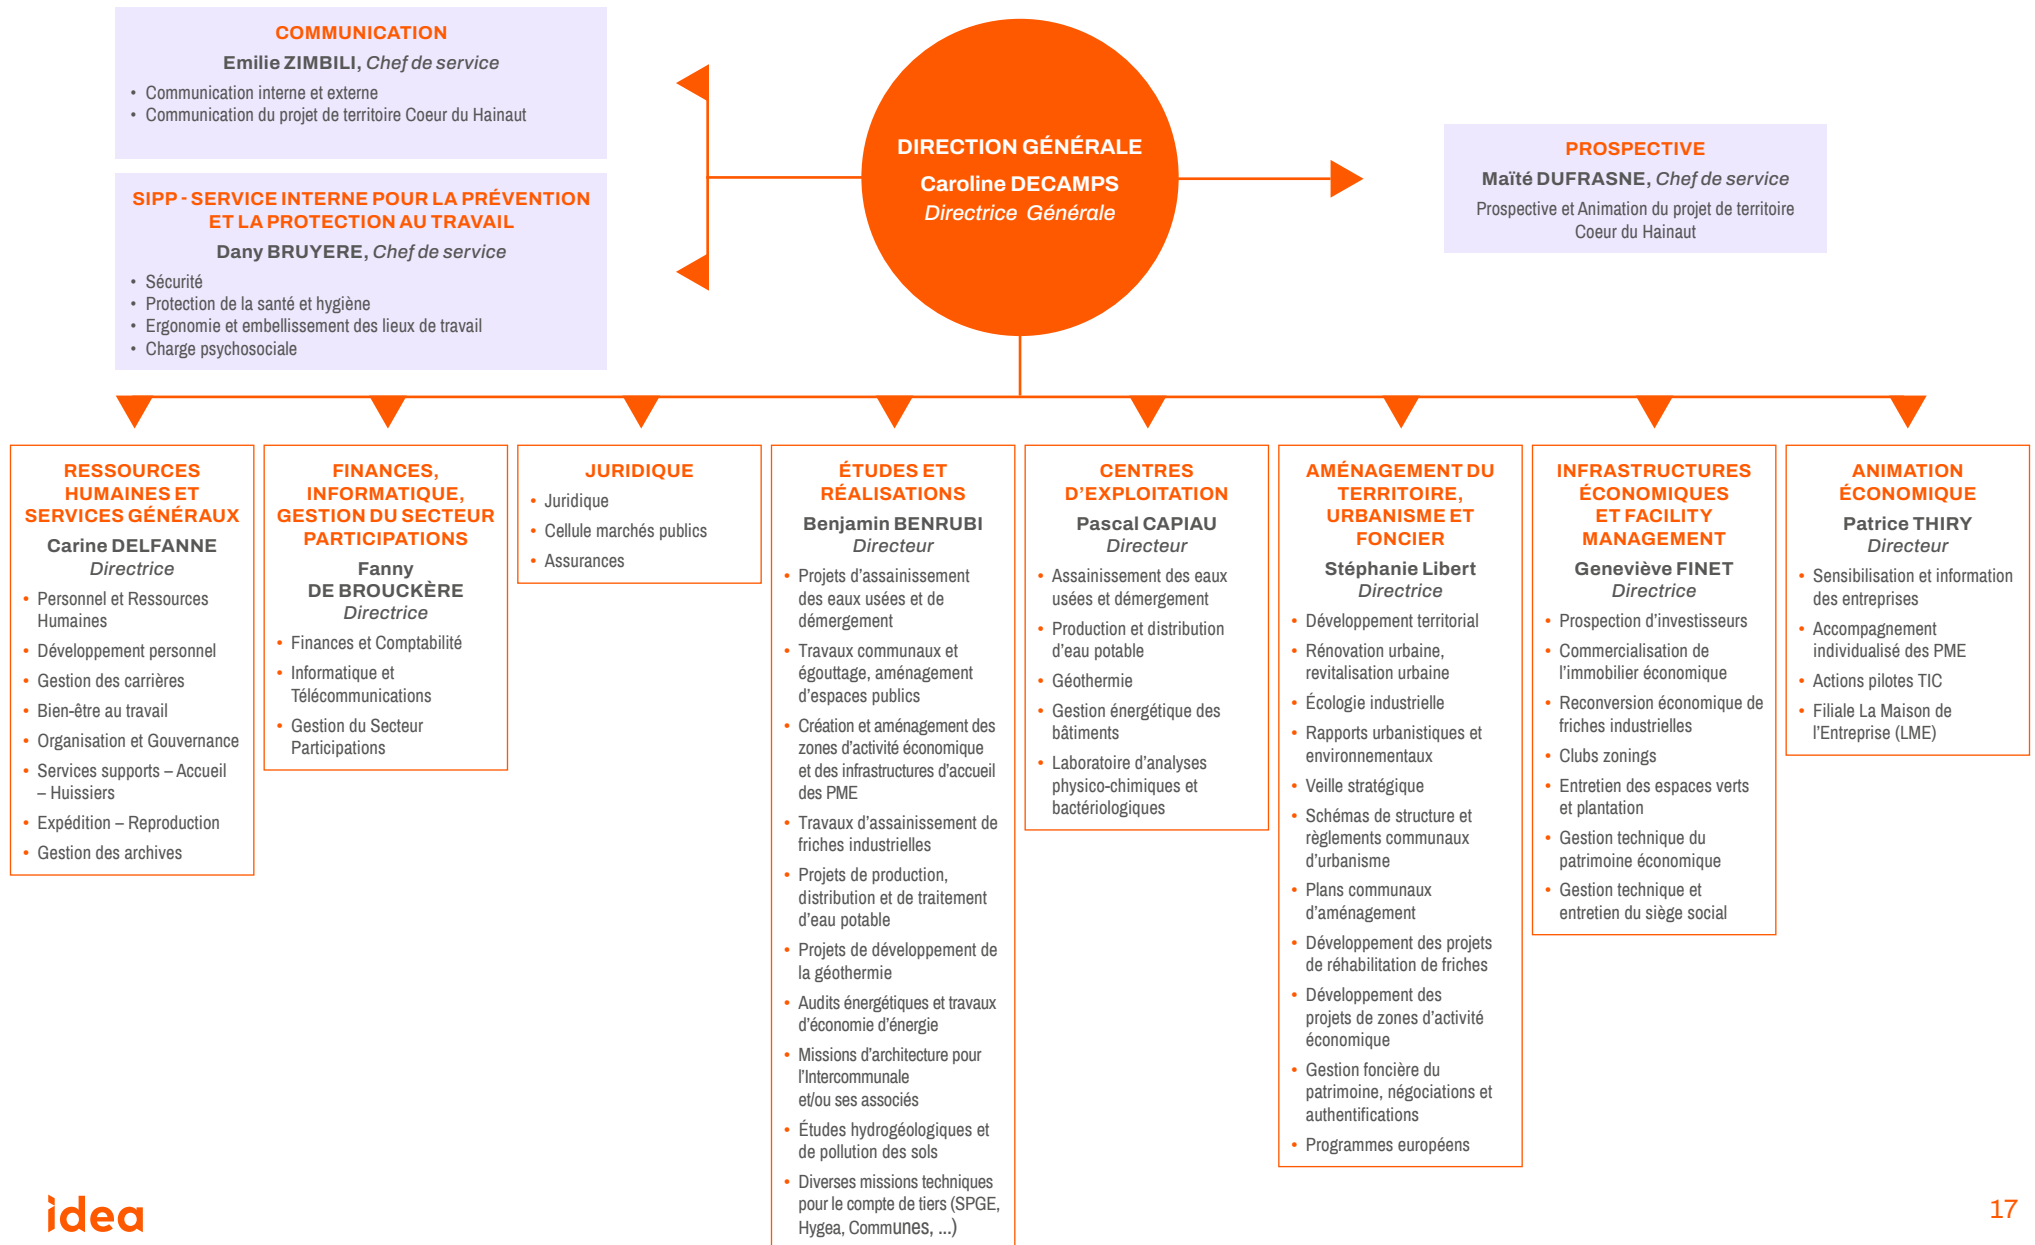 COMMUNICATION
Emilie ZIMBILI, Chef de service
• Communication interne et externe
• Communication du projet de territoire Coeur du Hainaut
SIPP - SERVICE INTERNE POUR LA PRÉVENTION
ET LA PROTECTION AU TRAVAIL
Dany BRUYERE, Chef de service
• Sécurité
• Protection de la santé et hygiène
• Ergonomie et embellissement des lieux de travail
• Charge psychosociale
DIRECTION GÉNÉRALE
Caroline DECAMPS
Directrice Générale
PROSPECTIVE
Maïté DUFRASNE, Chef de service
Prospective et Animation du projet de territoire
Coeur du Hainaut
RESSOURCES
HUMAINES ET
SERVICES GÉNÉRAUX
Carine DELFANNE
Directrice
• Personnel et Ressources
Humaines
• Développement personnel
• Gestion des carrières
• Bien-être au travail
• Organisation et Gouvernance
• Services supports – Accueil
– Huissiers
• Expédition – Reproduction
• Gestion des archives
FINANCES,
INFORMATIQUE,
GESTION DU SECTEUR
PARTICIPATIONS
Fanny
DE BROUCKÈRE
Directrice
• Finances et Comptabilité
• Informatique et
Télécommunications
• Gestion du Secteur
Participations
JURIDIQUE
• Juridique
• Cellule marchés publics
• Assurances
ÉTUDES ET
RÉALISATIONS
Benjamin BENRUBI
Directeur
• Projets d’assainissement
des eaux usées et de
démergement
• Travaux communaux et
égouttage, aménagement
d’espaces publics
• Création et aménagement des
zones d’activité économique
et des infrastructures d’accueil
des PME
• Travaux d’assainissement de
friches industrielles
• Projets de production,
distribution et de traitement
d’eau potable
• Projets de développement de
la géothermie
• Audits énergétiques et travaux
d’économie d’énergie
• Missions d’architecture pour
l’Intercommunale
et/ou ses associés
• Études hydrogéologiques et
de pollution des sols
• Diverses missions techniques
pour le compte de tiers (SPGE,
Hygea, Communes, ...)
CENTRES
D’EXPLOITATION
Pascal CAPIAU
Directeur
• Assainissement des eaux
usées et démergement
• Production et distribution
d’eau potable
• Géothermie
• Gestion énergétique des
bâtiments
• Laboratoire d’analyses
physico-chimiques et
bactériologiques
AMÉNAGEMENT DU
TERRITOIRE,
URBANISME ET
FONCIER
Stéphanie Libert
Directrice
• Développement territorial
• Rénovation urbaine,
revitalisation urbaine
• Écologie industrielle
• Rapports urbanistiques et
environnementaux
• Veille stratégique
• Schémas de structure et
règlements communaux
d’urbanisme
• Plans communaux
d’aménagement
• Développement des projets
de réhabilitation de friches
• Développement des
projets de zones d’activité
économique
• Gestion foncière du
patrimoine, négociations et
authentifications
• Programmes européens
INFRASTRUCTURES
ÉCONOMIQUES
ET FACILITY
MANAGEMENT
Geneviève FINET
Directrice
• Prospection d’investisseurs
• Commercialisation de
l’immobilier économique
• Reconversion économique de
friches industrielles
• Clubs zonings
• Entretien des espaces verts
et plantation
• Gestion technique du
patrimoine économique
• Gestion technique et
entretien du siège social
ANIMATION
ÉCONOMIQUE
Patrice THIRY
Directeur
• Sensibilisation et information
des entreprises
• Accompagnement
individualisé des PME
• Actions pilotes TIC
• Filiale La Maison de
l’Entreprise (LME)
idea
17